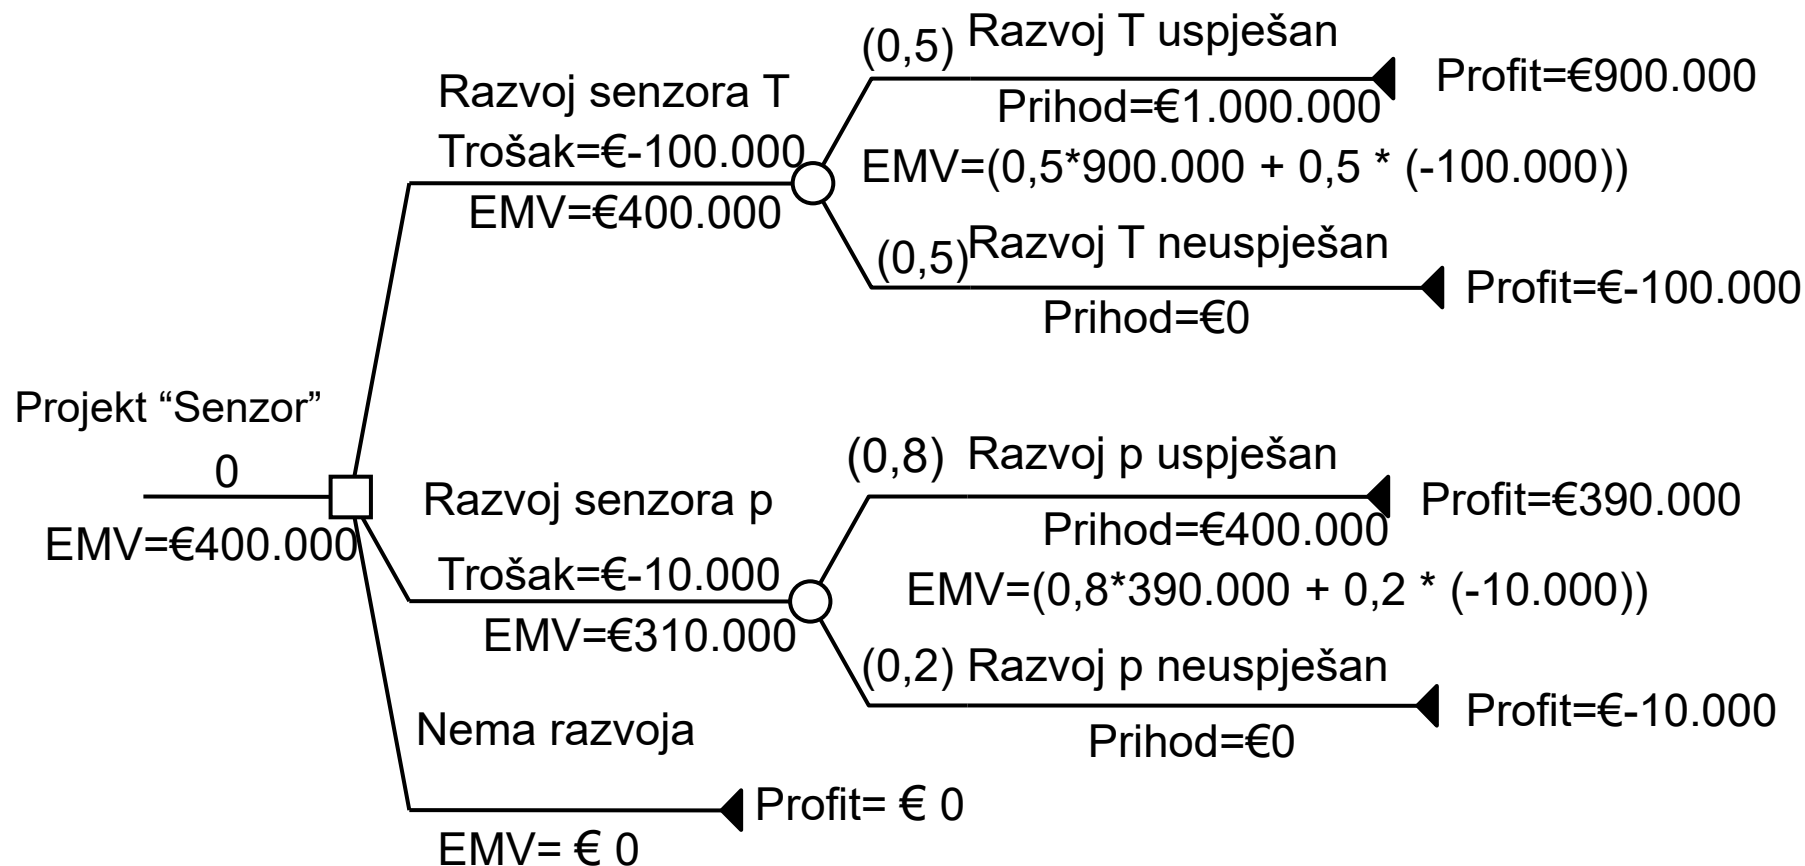 (0,5) Razvoj T uspješan
Prihod=€1.000.000
Profit=€900.000
Razvoj senzora T
Trošak=€-100.000
EMV=€400.000
EMV=(0,5*900.000 + 0,5 * (-100.000))
(0,5) Razvoj T neuspješan
Prihod=€0
Profit=€-100.000
Projekt “Senzor”
0
EMV=€400.000
(0,8) Razvoj p uspješan
Prihod=€400.000
Profit=€390.000
Razvoj senzora p
Trošak=€-10.000
EMV=€310.000
EMV=(0,8*390.000 + 0,2 * (-10.000))
(0,2) Razvoj p neuspješan
Prihod=€0
Profit=€-10.000
Nema razvoja
Profit= € 0
EMV= € 0